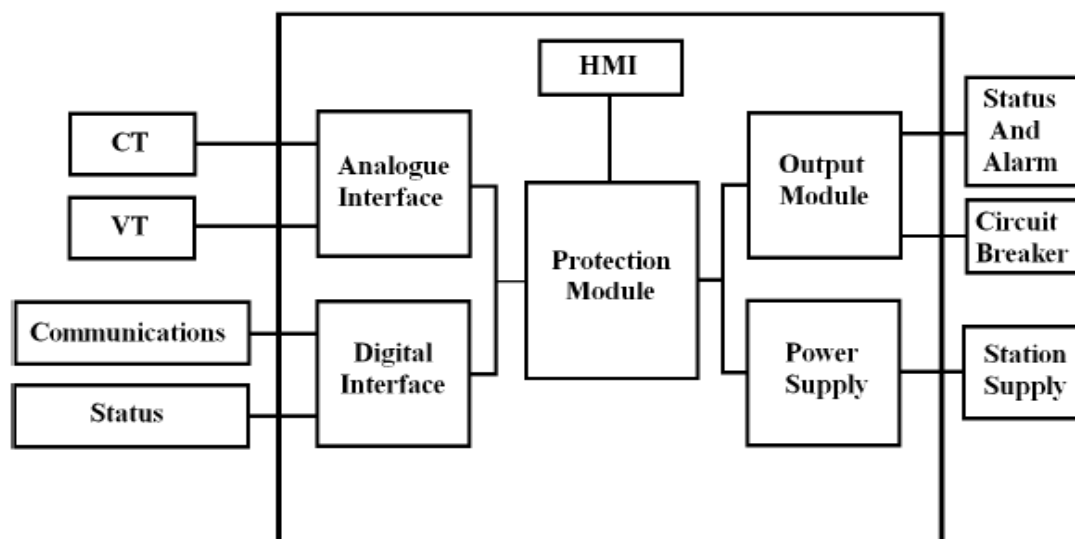 HMI
CT
VT
Communications
Status
Analogue
Interface
Digital
Interface
Protection
Module
Output
Module
Power
Supply
Status
And
Alarm
Circuit
Breaker
Station
Supply